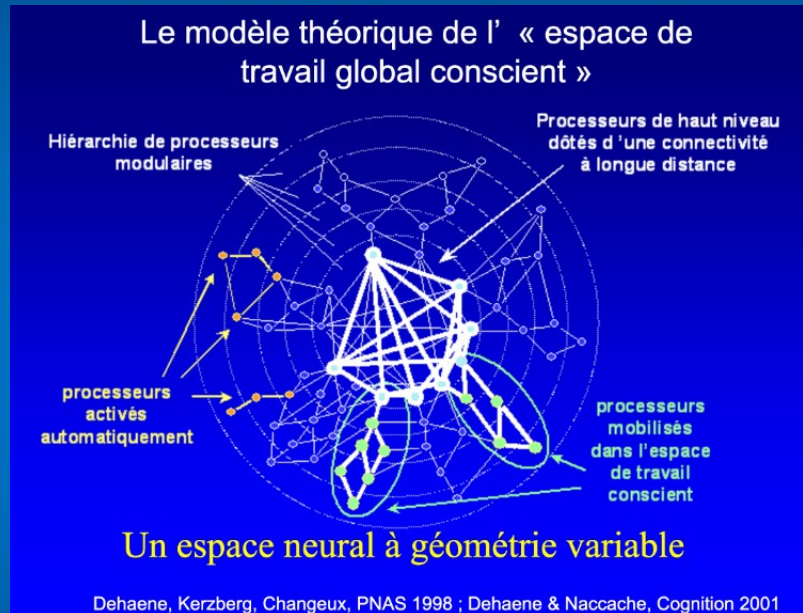 Le modèle théorique de l' « espace de
travail global conscient »
Hiérarchie de processeurs
modulaires
Processeurs de haut niveau
dôtés d 'une connectivité
à longue distance
processeurs
activés
automatiquement
processeurs
mobilisés
dans l'espace
de travail
conscient
Un espace neural à géométrie variable
Dehaene, Kerzberg, Changeux, PNAS 1998 ; Dehaene & Naccache, Cognition 2001